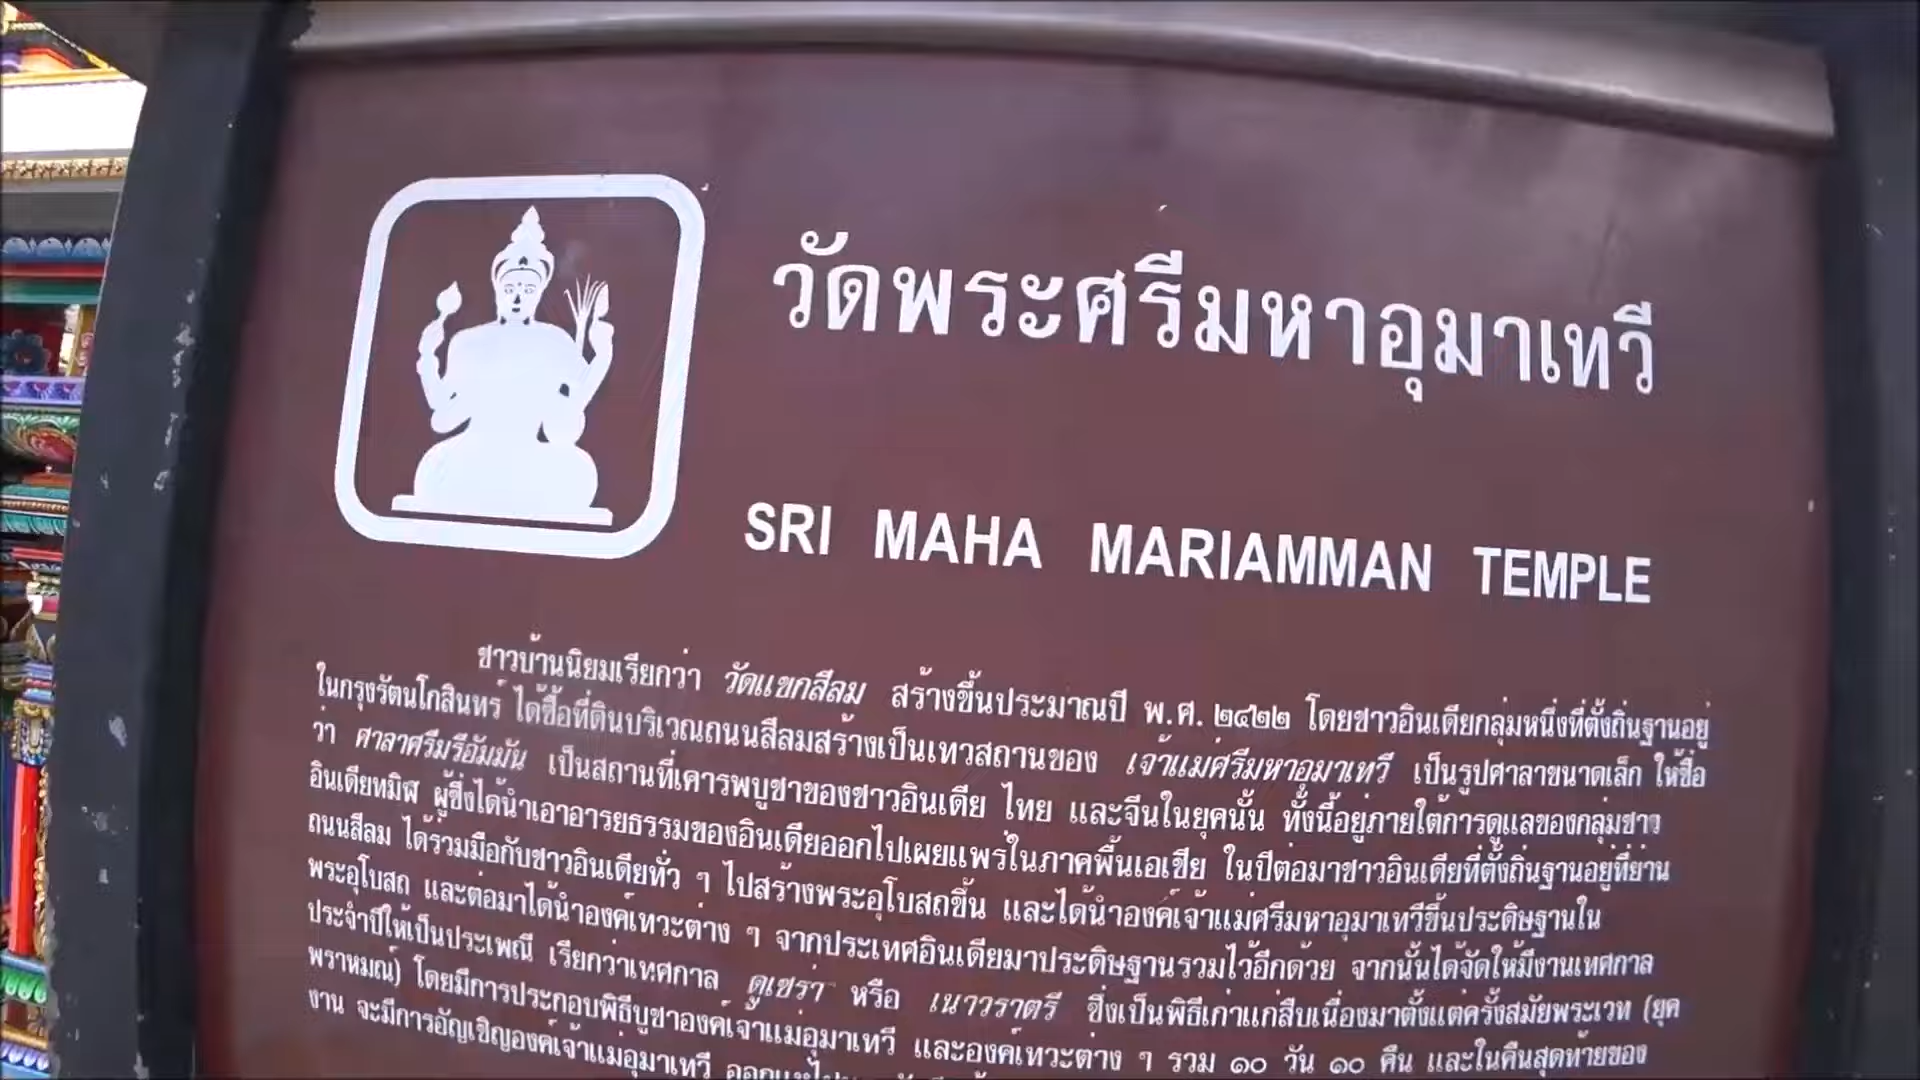 วัดพระศรีมหาอุมาเทวี
SRI MAHA MARIAMMAN TEMPLE
ชาวบ้านนิยมเรียกว่า วัดแขกสีลม สร้างขึ้นประมาณปี พ.ศ. ๒๔๒๒ โดยชาวอินเดียกลุ่มหนึ่งที่ตั้งถิ่นฐานอยู่
ในกรุงรัตนโกสินทร์ ได้ซื้อที่ดินบริเวณถนนสีลมสร้างเป็นเทวสถานของ เจ้าแม่ศรีมหาอุมาเทวี เป็นรูปศาลาขนาดเล็ก ให้ชื่อ
ว่า ศาลาศรีมรีอัมมัน เป็นสถานที่เคารพบูชาของชาวอินเดีย ไทย และจีนในยุคนั้น ทั้งนี้อยู่ภายใต้การดูแลของกลุ่มชาว
อินเดียทมิฬ ผู้ซึ่งได้นำเอาอารยธรรมของอินเดียออกไปเผยแพร่ในภาคพื้นเอเชีย ในปีต่อมาชาวอินเดียที่ตั้งถิ่นฐานอยู่ที่ย่าน
ถนนสีลม ได้ร่วมมือกับชาวอินเดียทั่ว ๆ ไปสร้างพระอุโบสถขึ้น และได้นำองค์เจ้าแม่ศรีมหาอุมาเทวีขึ้นประดิษฐานใน
พระอุโบสถ และต่อมาได้นำองค์เทวะต่าง ๆ จากประเทศอินเดียมาประดิษฐานรวมไว้อีกด้วย จากนั้นได้จัดให้มีงานเทศกาล
ประจำปีให้เป็นประเพณี เรียกว่าเทศกาล ดูเซร่า หรือ เนาวราตรี ซึ่งเป็นพิธีเก่าแก่สืบเนื่องมาตั้งแต่ครั้งสมัยพระเวท (ยุค
พราหมณ์) โดยมีการประกอบพิธีบูชาองค์เจ้าแม่อุมาเทวี และองค์เทวะต่าง ๆ รวม ๑๐ วัน ๑๐ คืน และในคืนสุดท้ายของ
งาน จะมีการอัญเชิญองค์เจ้าแม่อุมาเทวี